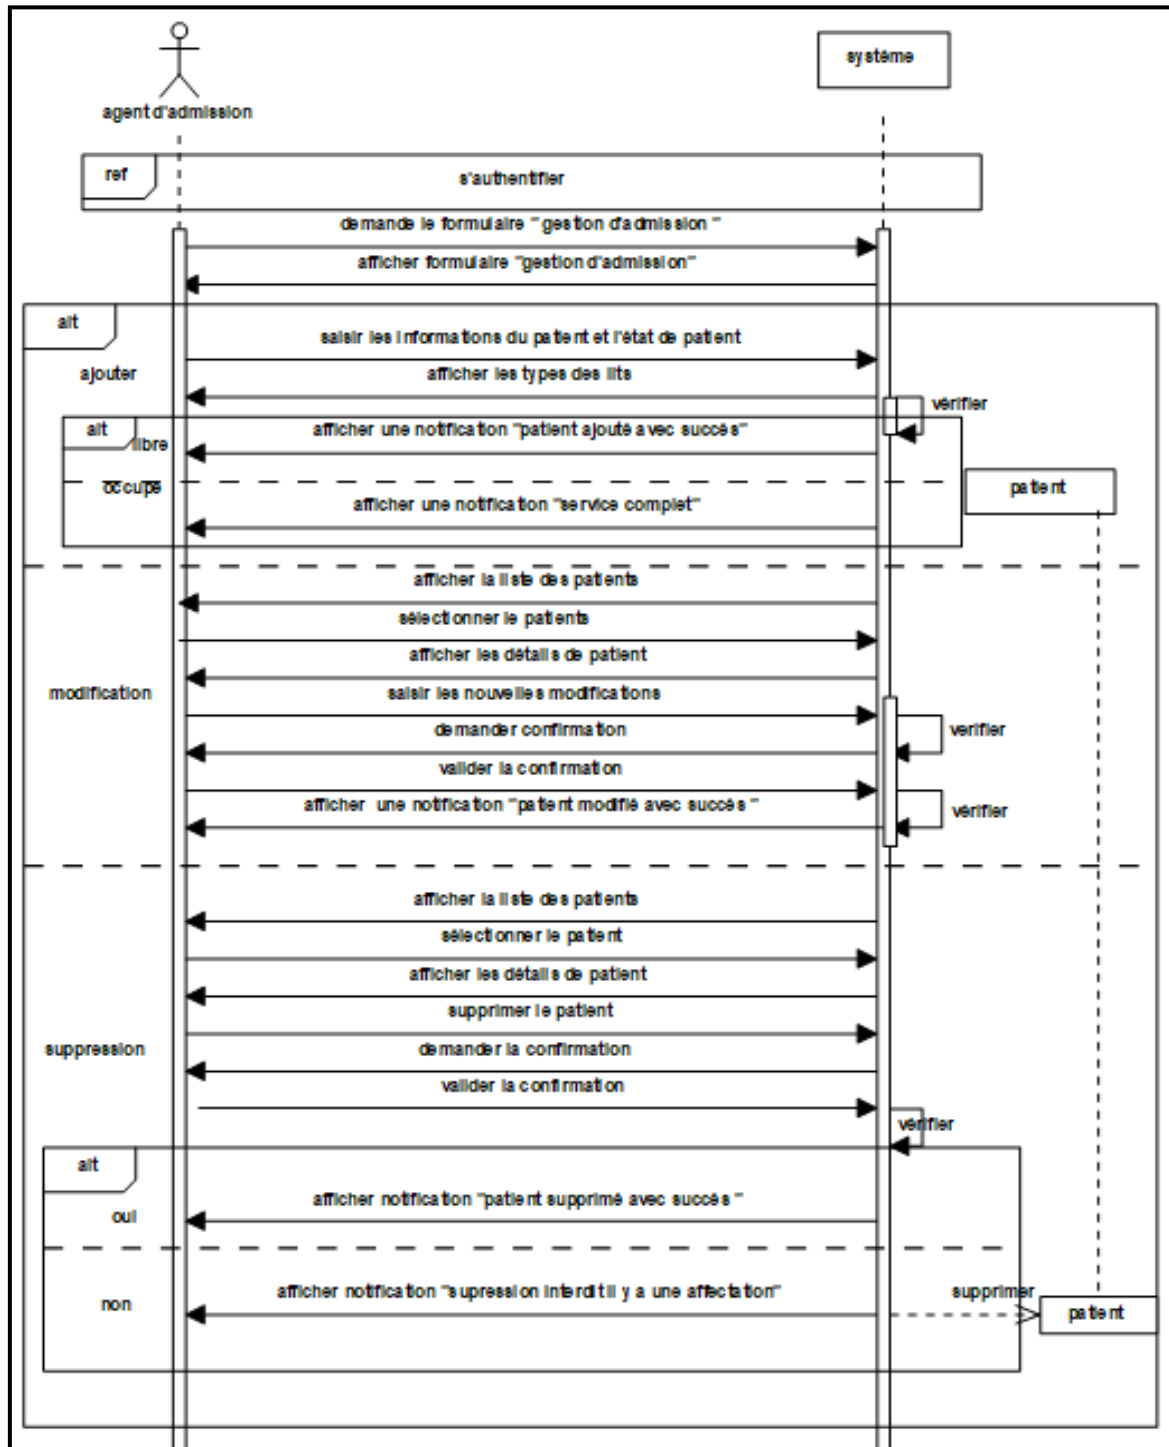 agent d'admission
système
ref
s'authentifier
demande le formulaire " gestion d'admission "
afficher formulaire "gestion d'admission"
alt
saisir les informations du patient et l'état de patient
ajouter
afficher les types des lits
vérifier
alt
afficher une notification "patient ajouté avec succès"
libre
occupé
patient
afficher une notification "service complet"
afficher la liste des patients
sélectionner le patients
afficher les détails de patient
modification
saisir les nouvelles modifications
demander confirmation
verifier
valider la confirmation
afficher une notification "patient modifié avec succès "
vérifier
afficher la liste des patients
sélectionner le patient
afficher les détails de patient
supprimer le patient
suppression
demander la confirmation
valider la confirmation
vérifier
alt
afficher notification "patient supprimé avec succès "
oui
afficher notification "supression interdit il y a une affectation"
supprimer
non
patient